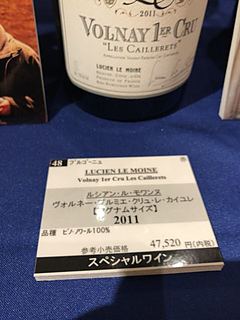 VOLNAY 1ER CRU
2011
"LES CAILLERETS"
LUCIEN LE MOINE
48 ブルゴーニュ
LUCIEN LE MOINE
Volnay 1er Cru Les Caillerets
ルシアン・ル・モワンヌ
ヴォルネー・プルミエ・クリュ・レ・カイユレ
【マグナムサイズ】
2011
品種 ピノ・ノワール100%
参考小売価格 47,520円(内税)
スペシャルワイン